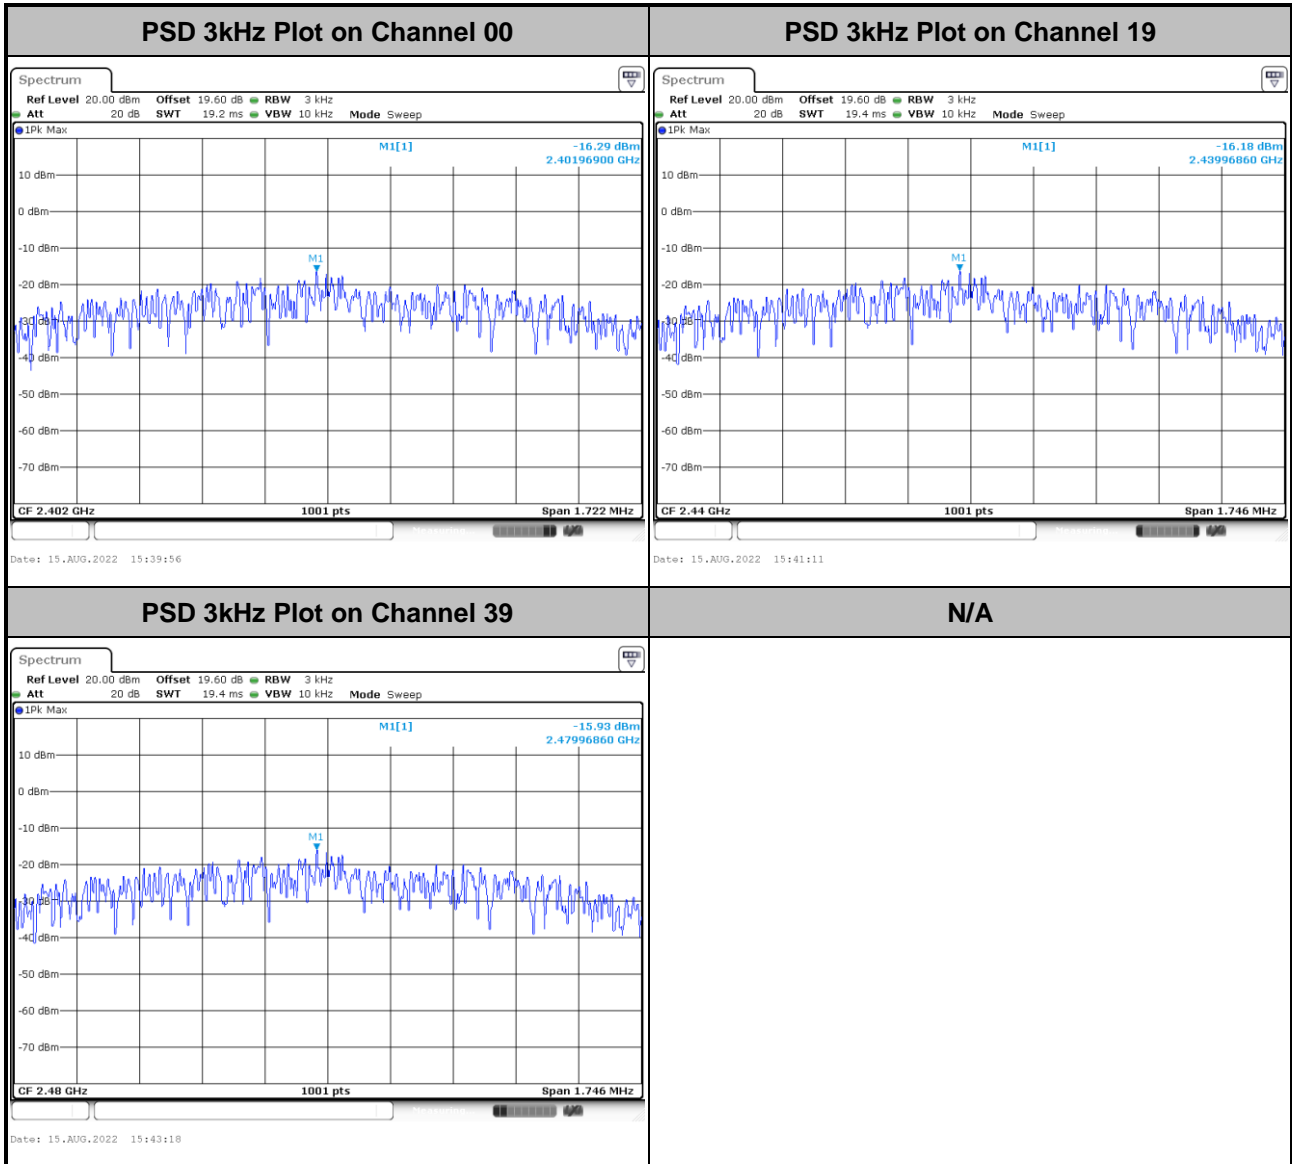 PSD 3kHz Plot on Channel 00
PSD 3kHz Plot on Channel 19
Spectrum
Ref Level 20.00 dBm Offset 19.60 dB RBW 3 kHz
Att 20 dB SWT 19.2 ms VBW 10 kHz Mode Sweep
1Pk Max
M1[1] -16.29 dBm
2.40196900 GHz
10 dBm
0 dBm
-10 dBm
M1
-20 dBm
-30 dBm
-40 dBm
-50 dBm
-60 dBm
-70 dBm
CF 2.402 GHz 1001 pts Span 1.722 MHz
Date: 15.AUG.2022 15:39:56
Spectrum
Ref Level 20.00 dBm Offset 19.60 dB RBW 3 kHz
Att 20 dB SWT 19.4 ms VBW 10 kHz Mode Sweep
1Pk Max
M1[1] -16.18 dBm
2.43996860 GHz
10 dBm
0 dBm
-10 dBm
M1
-20 dBm
-30 dBm
-40 dBm
-50 dBm
-60 dBm
-70 dBm
CF 2.44 GHz 1001 pts Span 1.746 MHz
Measuring
Date: 15.AUG.2022 15:41:11
PSD 3kHz Plot on Channel 39
N/A
Spectrum
Ref Level 20.00 dBm Offset 19.60 dB RBW 3 kHz
Att 20 dB SWT 19.4 ms VBW 10 kHz Mode Sweep
1Pk Max
M1[1] -15.93 dBm
2.47996860 GHz
10 dBm
0 dBm
-10 dBm
M1
-20 dBm
-30 dBm
-40 dBm
-50 dBm
-60 dBm
-70 dBm
CF 2.48 GHz 1001 pts Span 1.746 MHz
Date: 15.AUG.2022 15:43:18